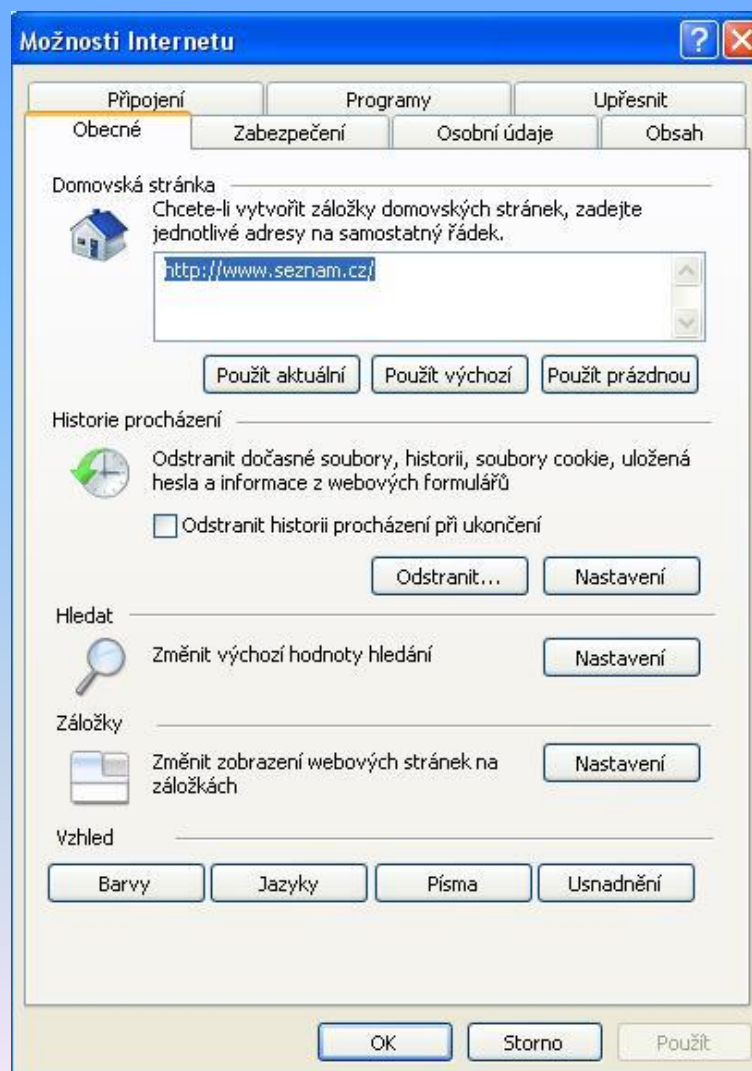 Možnosti Internetu
Připojení Programy Upřesnit
Obecné Zabezpečení Osobní údaje Obsah
Domovská stránka
Chcete-li vytvořit záložky domovských stránek, zadejte
jednotlivé adresy na samostatný řádek.
http://www.seznam.cz/
Použít aktuální Použít výchozí Použít prázdnou
Historie procházení
Odstranit dočasné soubory, historii, soubory cookie, uložená
hesla a informace z webových formulářů
Odstranit historii procházení při ukončení
Odstranit... Nastavení
Hledat
Změnit výchozí hodnoty hledání Nastavení
Záložky
Změnit zobrazení webových stránek na
záložkách
Nastavení
Vzhled
Barvy Jazyky Písma Usnadnění
OK Storno Použít